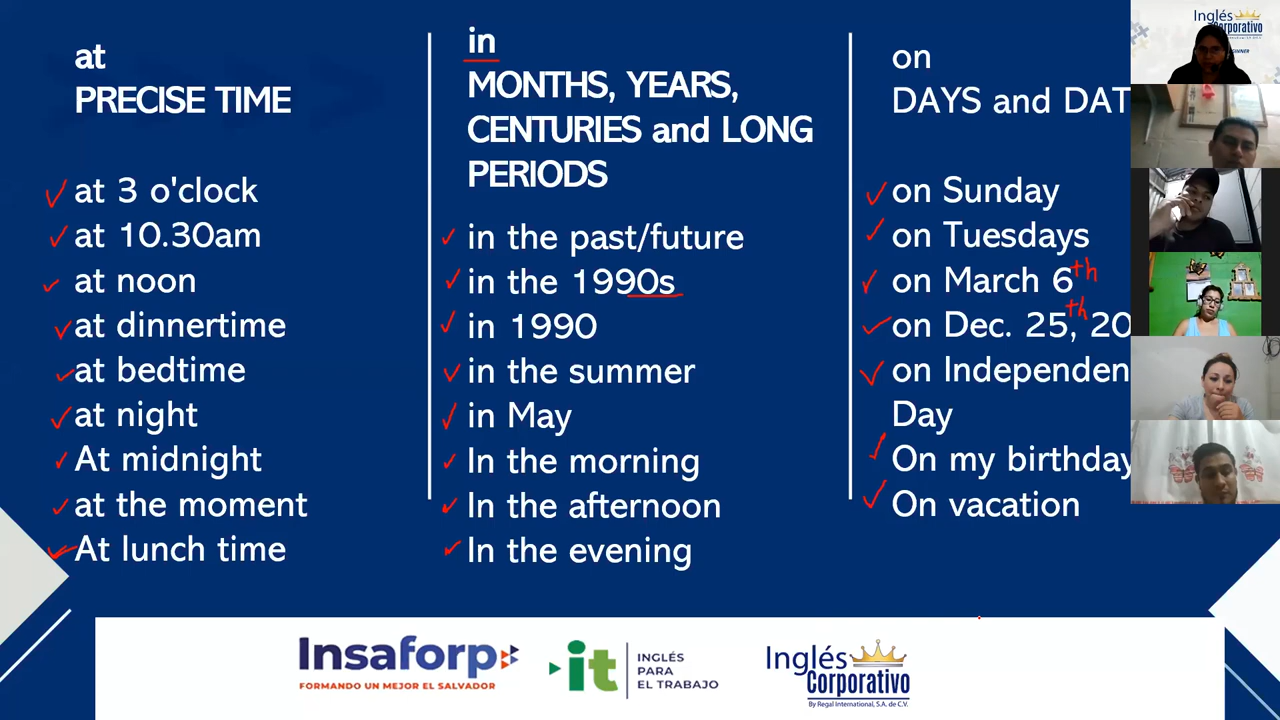 at
PRECISE TIME
at 3 o'clock
at 10.30am
at noon
at dinnertime
at bedtime
at night
At midnight
at the moment
At lunch time
in
MONTHS, YEARS,
CENTURIES and LONG
PERIODS
in the past/future
in the 1990s
in 1990
in the summer
in May
In the morning
In the afternoon
In the evening
on
DAYS and DAT
on Sunday
on Tuesdays
on March 6th
on Dec. 25th, 20
on Independen
Day
On my birthday
On vacation
Insaforp
FORMANDO UN MEJOR EL SALVADOR
it
INGLÉS
PARA
EL TRABAJO
Inglés
Corporativo
By Regal International, S.A. de C.V.
Inglés
Corporativo